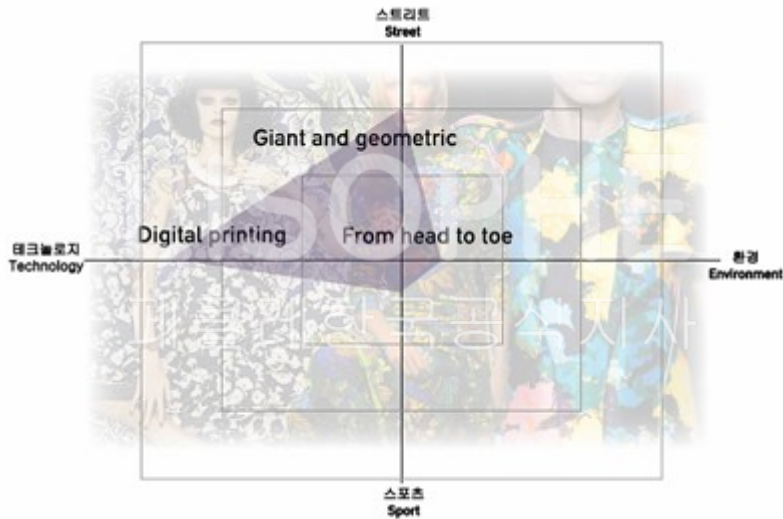 스트리트
Street
Giant and geometric
Digital printing
From head to toe
테크놀로지
Technology
환경
Environment
스포츠
Sport